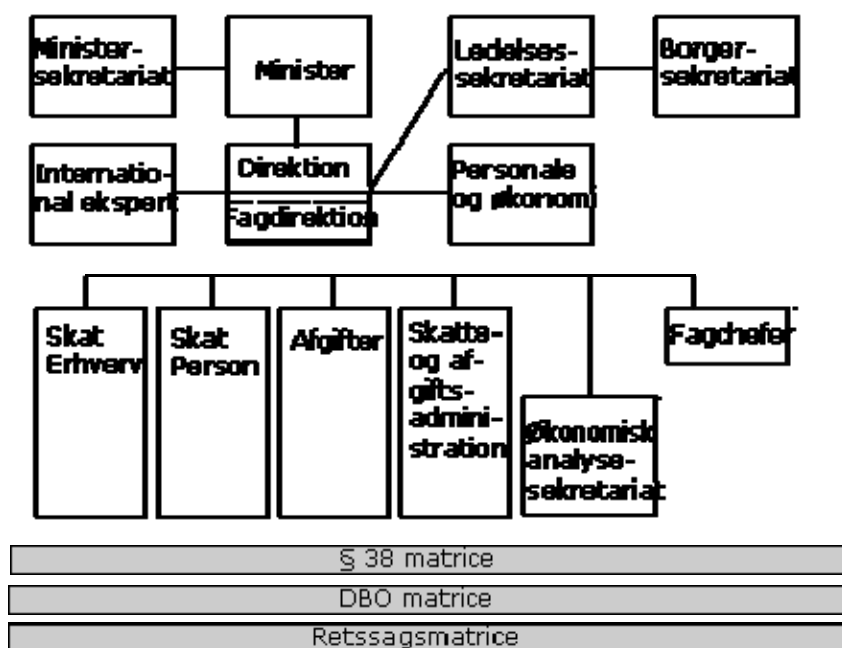 Minister-
sekretariat
Minister
Ledelses-
sekretariat
Borger-
sekretariat
Internatio-
nal ekspert
Direktion
Fagdirektion
Personale
og økonomi
Skat
Erhverv
Skat
Person
Afgifter
Skatte-
og af-
gifts-
admini-
stration
Økonomisk
analyse-
sekretariat
Fagchefer
§ 38 matrice
DBO matrice
Retssagsmatrice